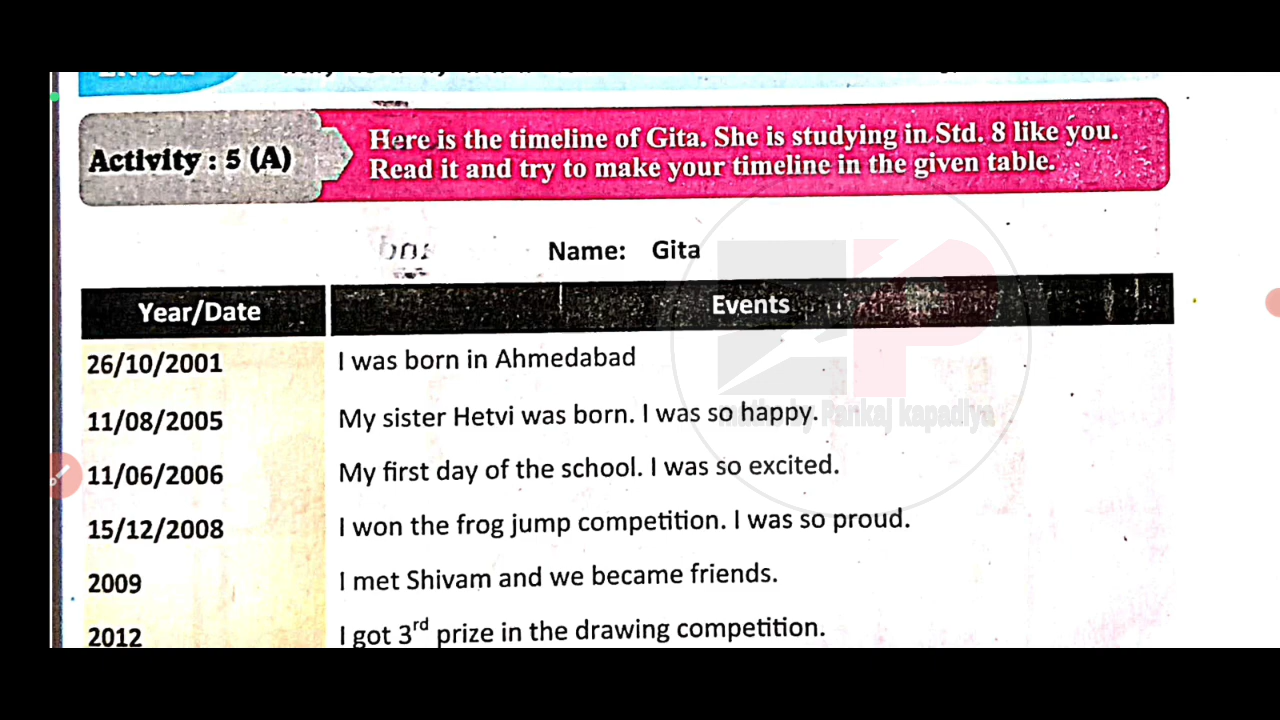 Activity : 5 (A)
Here is the timeline of Gita. She is studying in Std. 8 like you.
Read it and try to make your timeline in the given table.
Name: Gita
Year/Date Events
26/10/2001 I was born in Ahmedabad
11/08/2005 My sister Hetvi was born. I was so happy.
maths by Pankaj kapadiya
11/06/2006 My first day of the school. I was so excited.
15/12/2008 I won the frog jump competition. I was so proud.
2009 I met Shivam and we became friends.
2012 I got 3rd prize in the drawing competition.